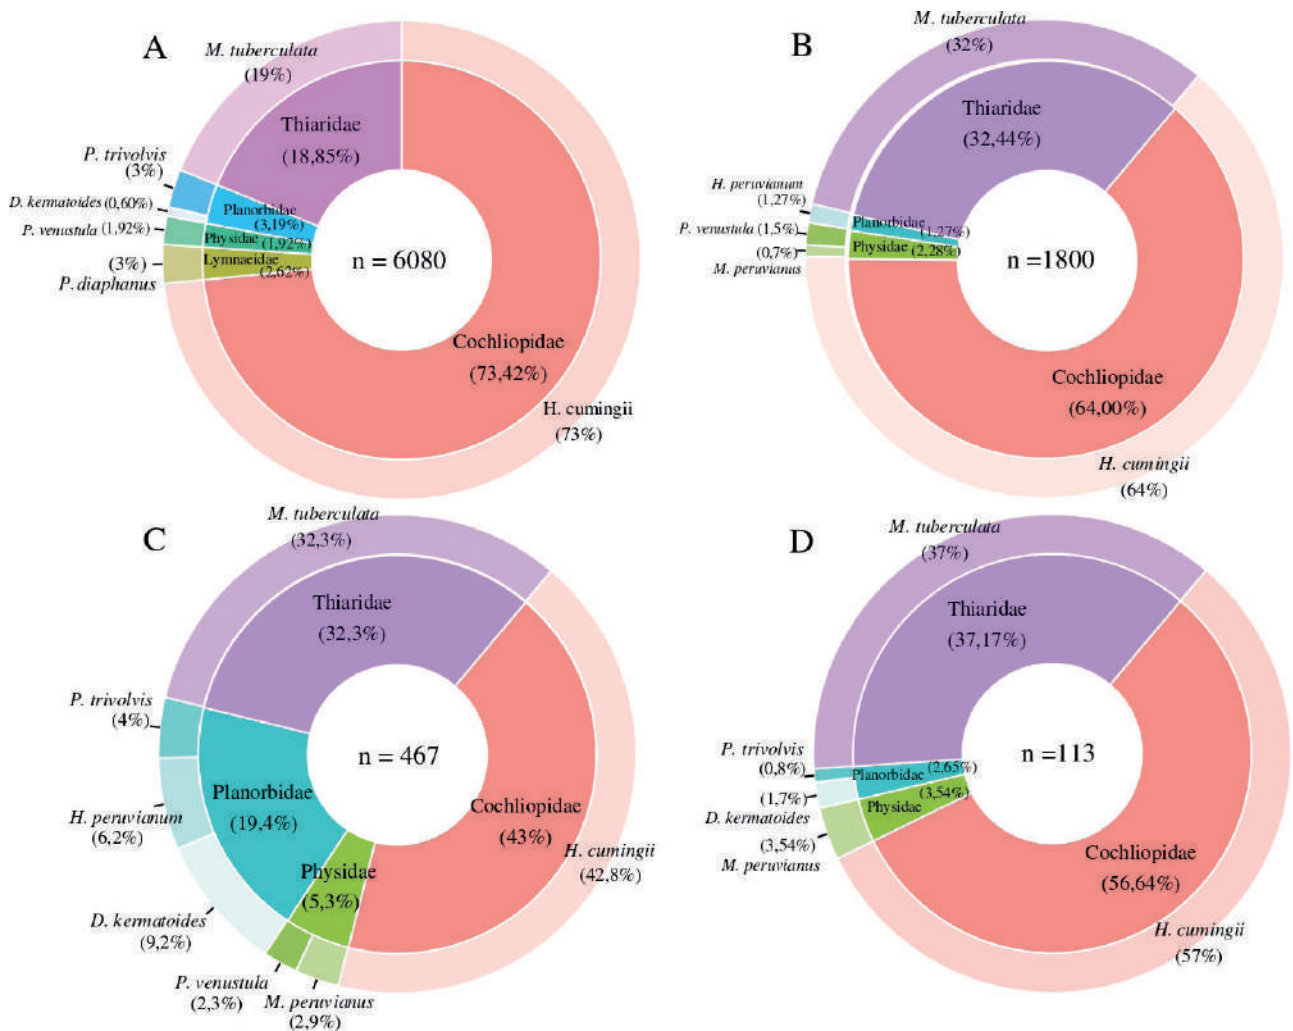 A
M. tuberculata
(19%)
Thiaridae
(18,85%)
P. trivolvis
(3%)
D. kermatoides (0,60%)
P. venustula (1,92%)
(3%)
P. diaphanus
Planorbidae
(3,19%)
Physidae (1,92%)
Lymnaeidae
(2,62%)
n = 6080
Cochliopidae
(73,42%)
H. cumingii
(73%)
B
M. tuberculata
(32%)
Thiaridae
(32,44%)
H. peruvianum
(1,27%)
P. venustula (1,5%)
(0,7%)
M. peruvianus
Planorbidae
(1,27%)
Physidae (2,28%)
n =1800
Cochliopidae
(64,00%)
H. cumingii
(64%)
C
M. tuberculata
(32,3%)
Thiaridae
(32,3%)
P. trivolvis
(4%)
H. peruvianum
(6,2%)
D. kermatoides
(9,2%)
P. venustula
(2,3%)
M. peruvianus
(2,9%)
Planorbidae
(19,4%)
Physidae
(5,3%)
n = 467
Cochliopidae
(43%)
H. cumingii
(42,8%)
D
M. tuberculata
(37%)
Thiaridae
(37,17%)
P. trivolvis
(0,8%)
(1,7%)
D. kermatoides
(3,54%)
M. peruvianus
Planorbidae (2,65%)
(3,54%)
Physidae
n =113
Cochliopidae
(56,64%)
H. cumingii
(57%)